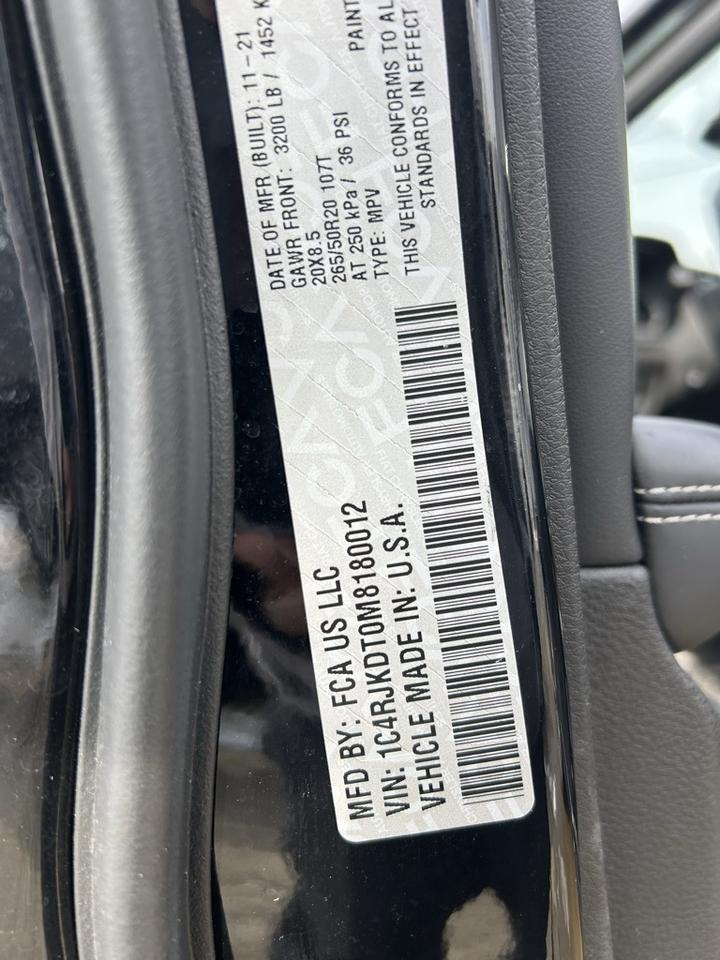 MFD BY: FCA US LLC
VIN: 1C4RJKDT0M8180012
VEHICLE MADE IN: U.S.A.
DATE OF MFR (BUILT): 11-21
GAWR FRONT: 3200 LB / 1452 K
20X8.5
265/50R20 107T
AT 250 kPa / 36 PSI PAINT
TYPE: MPV
THIS VEHICLE CONFORMS TO AL
STANDARDS IN EFFECT